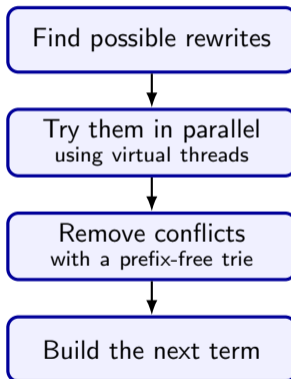 Find possible rewrites
Try them in parallel
using virtual threads
Remove conflicts
with a prefix-free trie
Build the next term